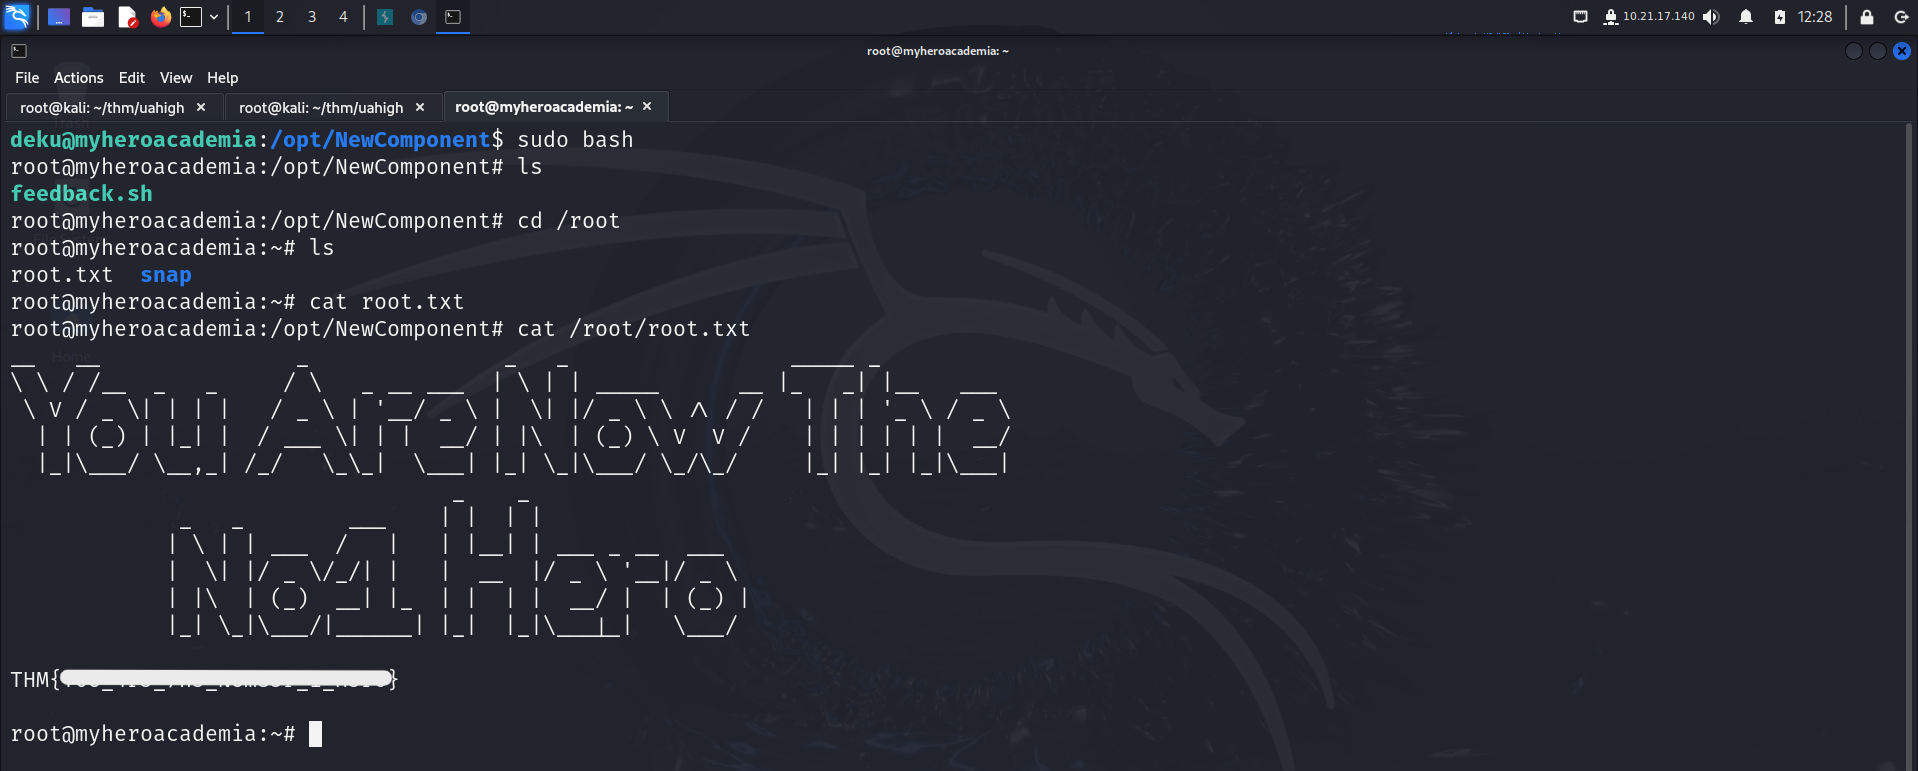 1 2 3 4
10.21.17.140
12:28
root@myheroacademia: ~
File Actions Edit View Help
root@kali: ~/thm/uahigh × root@kali: ~/thm/uahigh × root@myheroacademia: ~ ×
deku@myheroacademia:/opt/NewComponent$ sudo bash
root@myheroacademia:/opt/NewComponent# ls
feedback.sh
root@myheroacademia:/opt/NewComponent# cd /root
root@myheroacademia:~# ls
root.txt snap
root@myheroacademia:~# cat root.txt
root@myheroacademia:/opt/NewComponent# cat /root/root.txt
Home
You Are Now The
No1 Hero
THM{ }
root@myheroacademia:~#